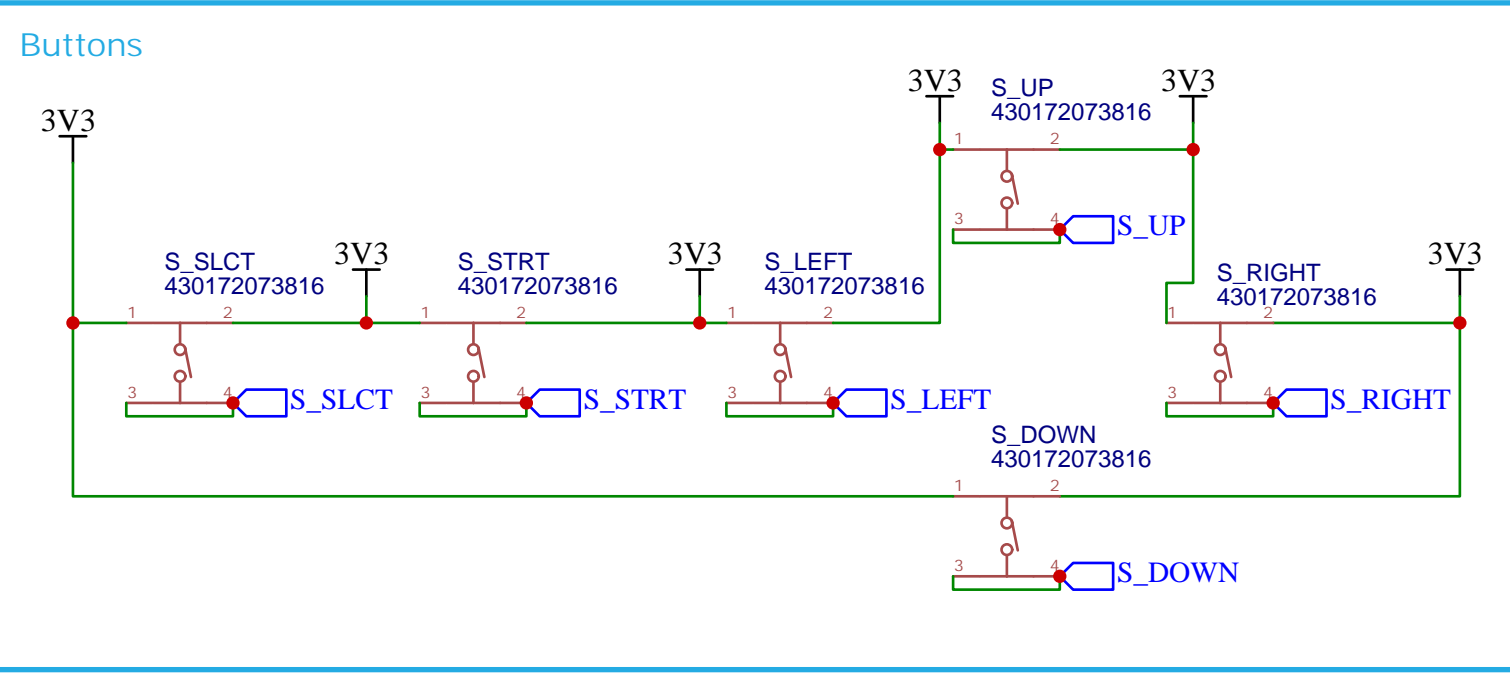 Buttons
3V3
3V3
S_UP
430172073816
3V3
1 2
3 4
S_UP
3V3
S_SLCT
430172073816
1 2
3 4
S_SLCT
3V3
S_STRT
430172073816
1 2
3 4
S_STRT
3V3
S_LEFT
430172073816
1 2
3 4
S_LEFT
S_RIGHT
430172073816
3V3
1 2
3 4
S_RIGHT
S_DOWN
430172073816
1 2
3 4
S_DOWN